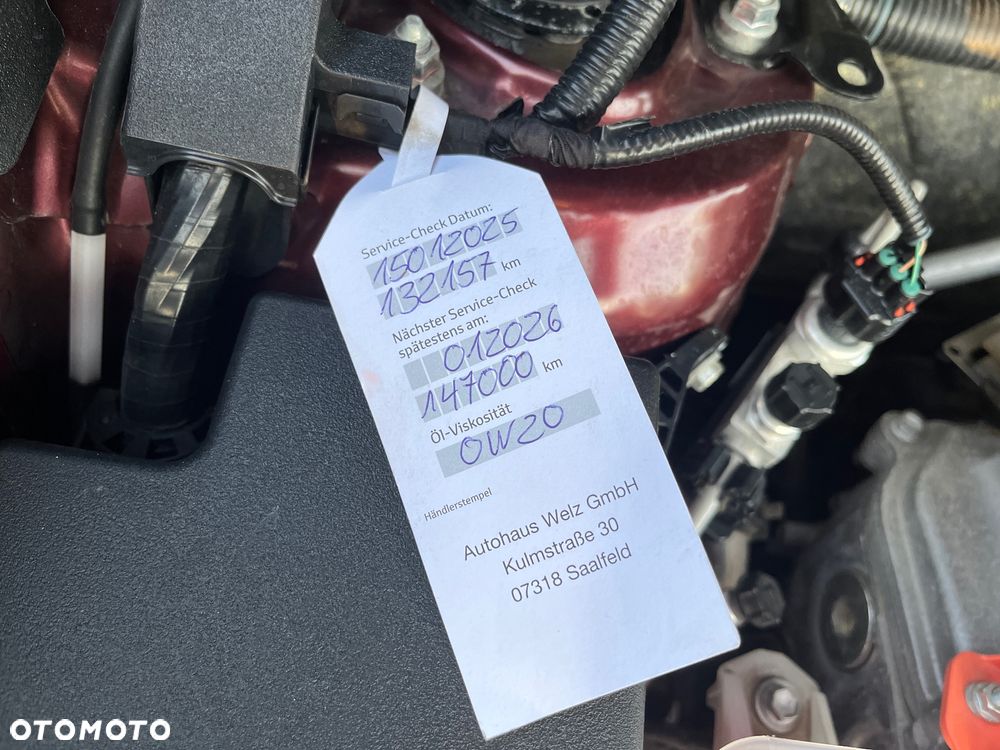 Service-Check Datum:
15012025
132157 km
Nächster Service-Check
spätestens am:
012026
147000 km
Öl-Viskosität
0W20
Händlerstempel
Autohaus Welz GmbH
Kulmstraße 30
07318 Saalfeld
OTOMOTO